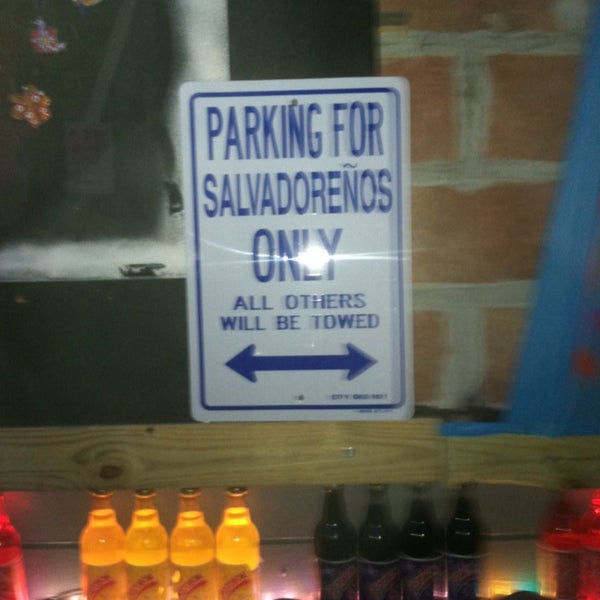 PARKING FOR
SALVADOREÑOS
ONLY
ALL OTHERS
WILL BE TOWED